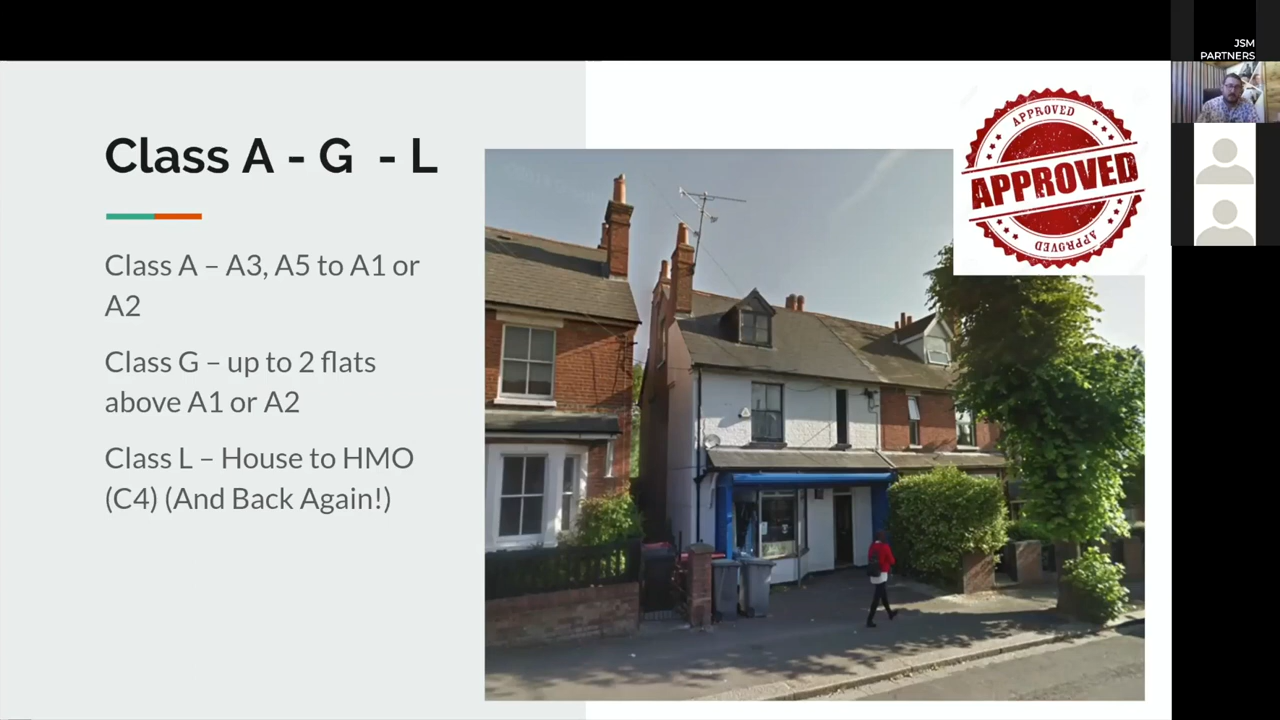 JSM
PARTNERS
Class A - G - L
Class A – A3, A5 to A1 or
A2
Class G – up to 2 flats
above A1 or A2
Class L – House to HMO
(C4) (And Back Again!)
APPROVED
APPROVED
APPROVED